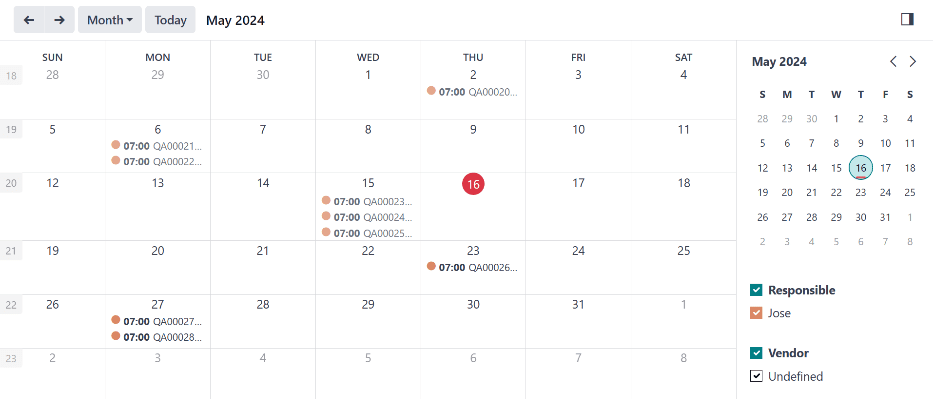 Month Today May 2024
SUN MON TUE WED THU FRI SAT
18 28 29 30 1 2 3 4
07:00 QA00020...
19 5 6 7 8 9 10 11
07:00 QA00021...
07:00 QA00022...
20 12 13 14 15 16 17 18
07:00 QA00023...
07:00 QA00024...
07:00 QA00025...
21 19 20 21 22 23 24 25
07:00 QA00026...
22 26 27 28 29 30 31 1
07:00 QA00027...
07:00 QA00028...
23 2 3 4 5 6 7 8
May 2024
S M T W T F S
28 29 30 1 2 3 4
5 6 7 8 9 10 11
12 13 14 15 16 17 18
19 20 21 22 23 24 25
26 27 28 29 30 31 1
2 3 4 5 6 7 8
Responsible
Jose
Vendor
Undefined